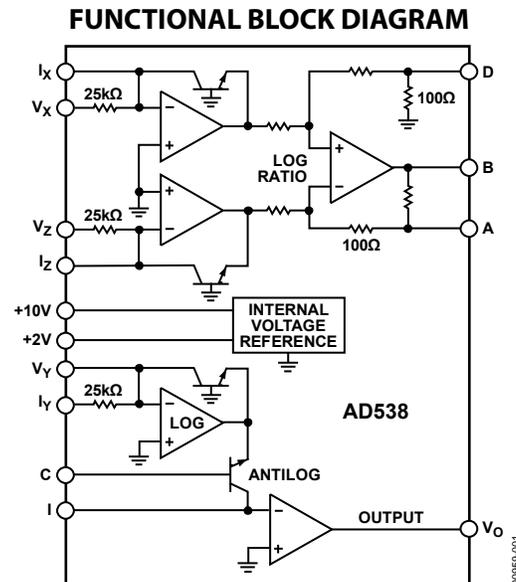 FUNCTIONAL BLOCK DIAGRAM
IX
D
VX
25kΩ
100Ω
LOG
RATIO
B
VZ
25kΩ
A
100Ω
IZ
+10V
INTERNAL
VOLTAGE
REFERENCE
+2V
VY
IY
25kΩ
LOG
AD538
C
ANTILOG
I
OUTPUT
VO